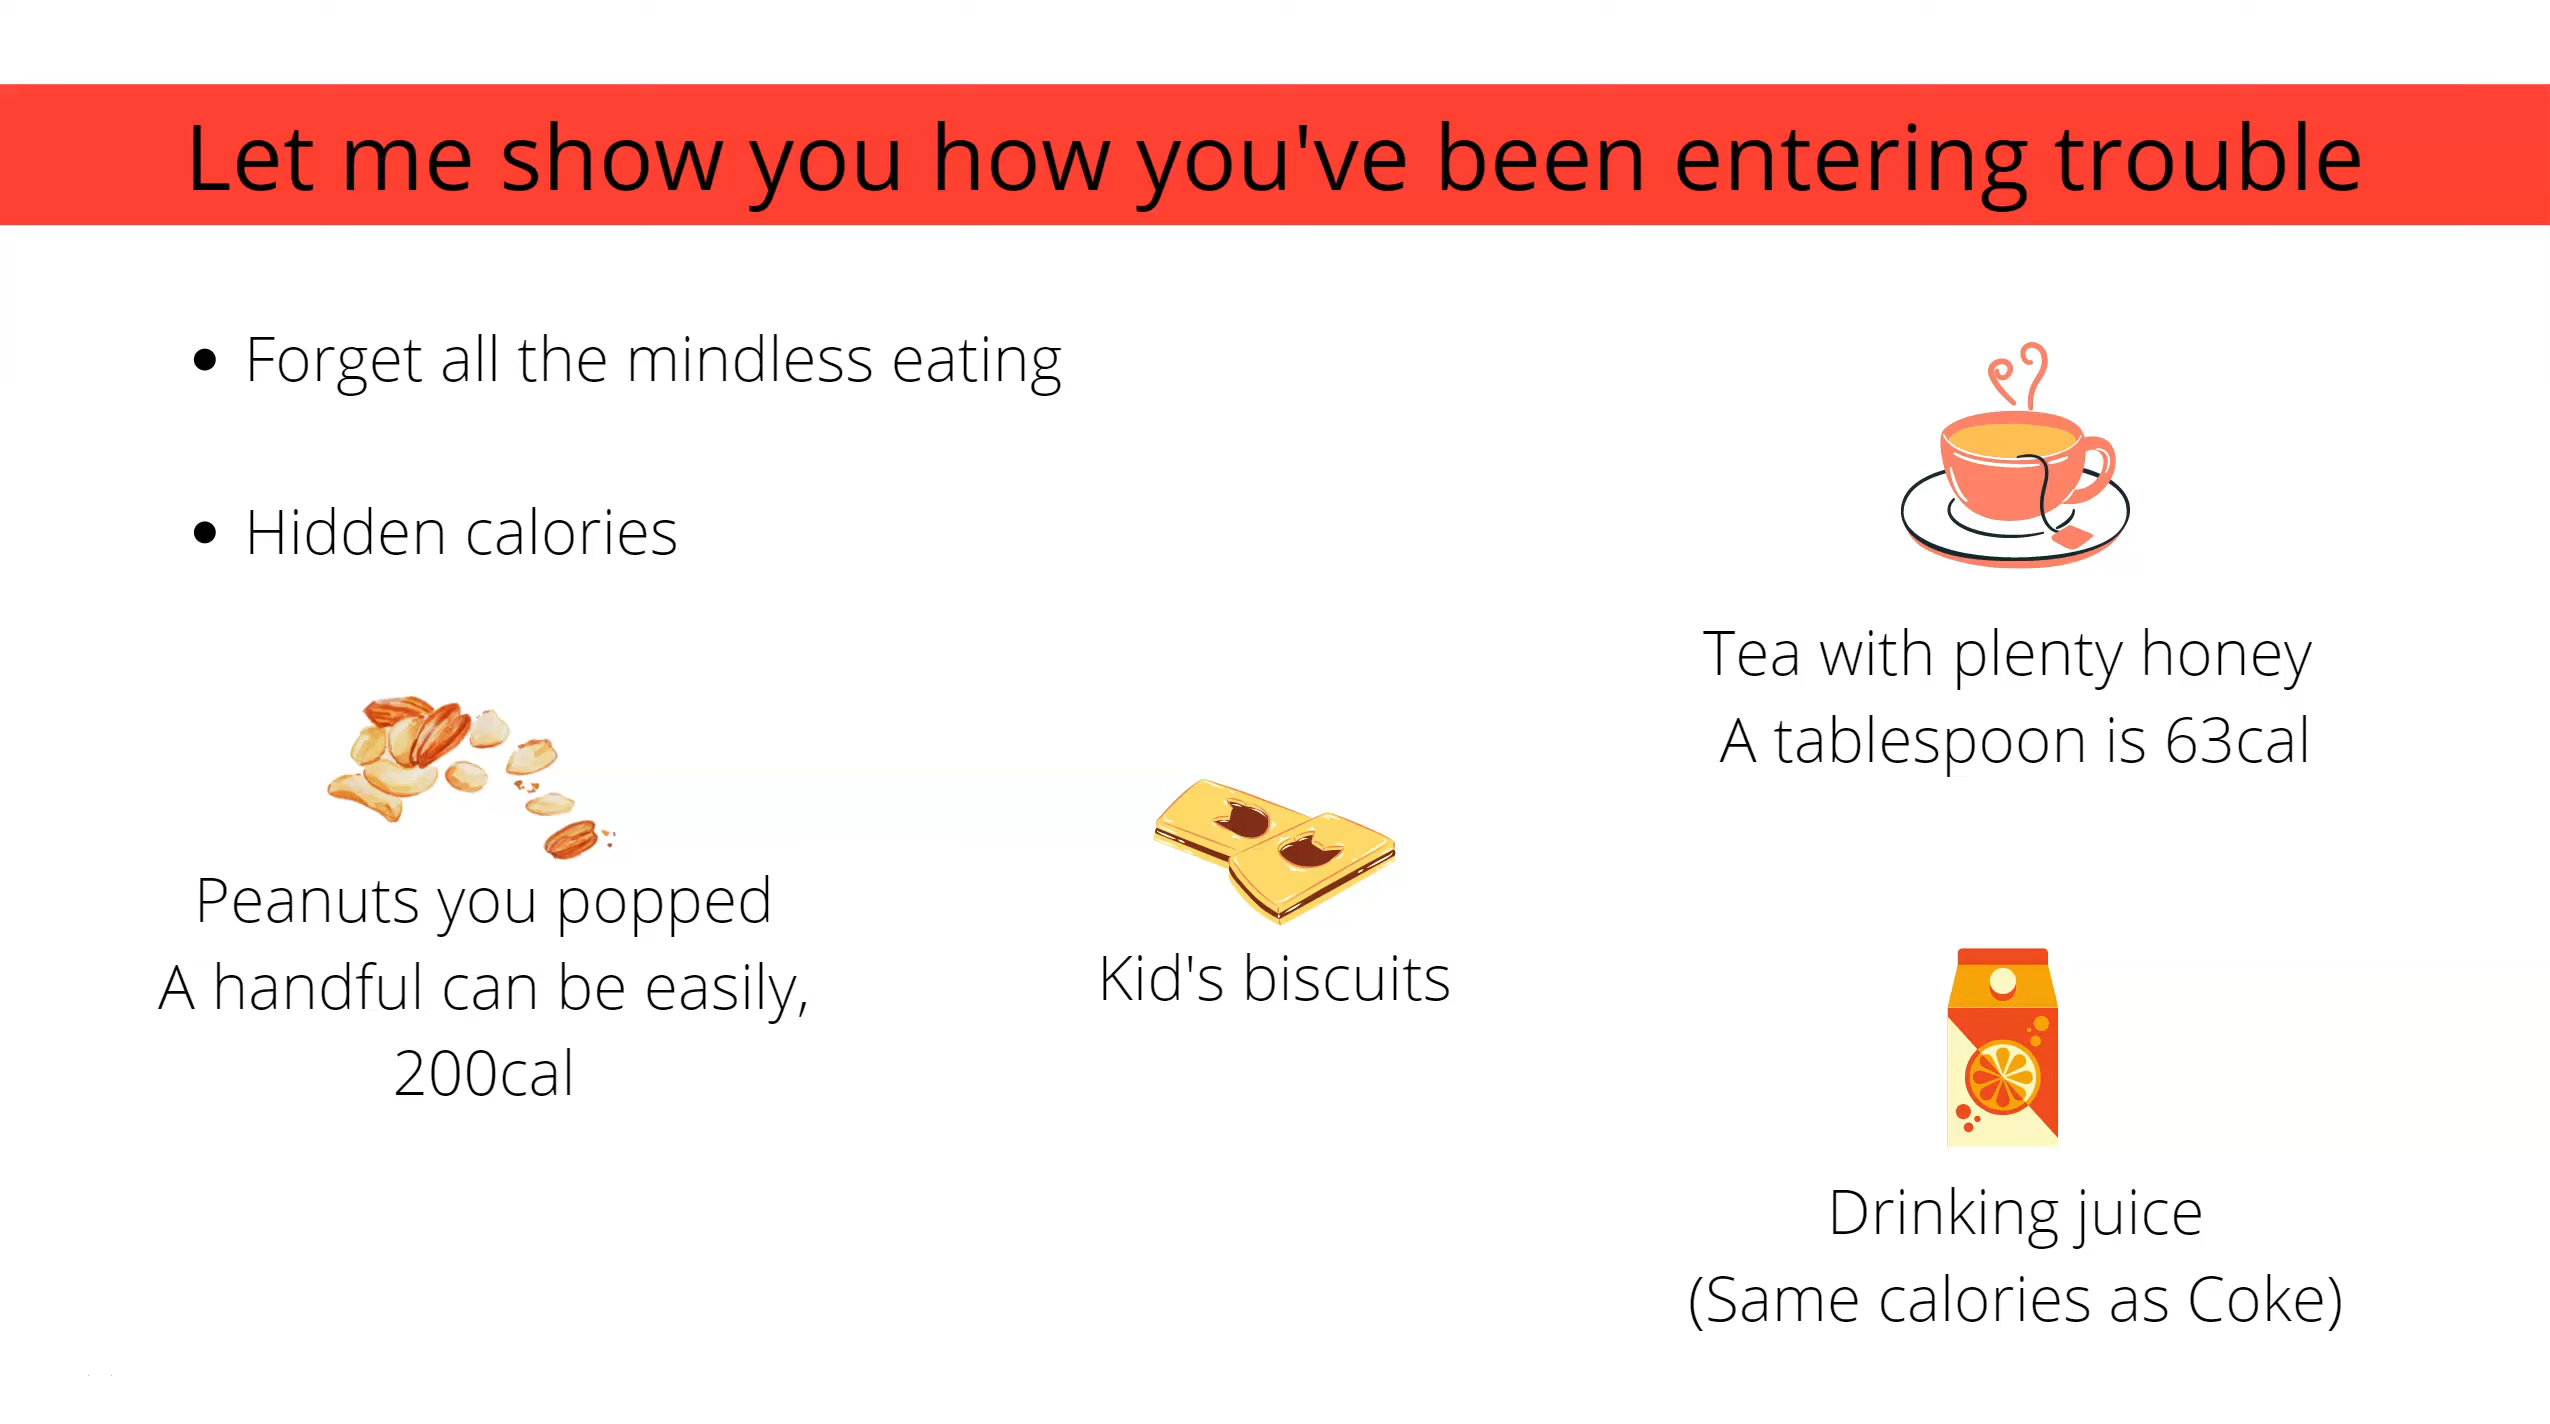 Let me show you how you've been entering trouble
• Forget all the mindless eating
• Hidden calories
Peanuts you popped
A handful can be easily,
200cal
Kid's biscuits
Tea with plenty honey
A tablespoon is 63cal
Drinking juice
(Same calories as Coke)